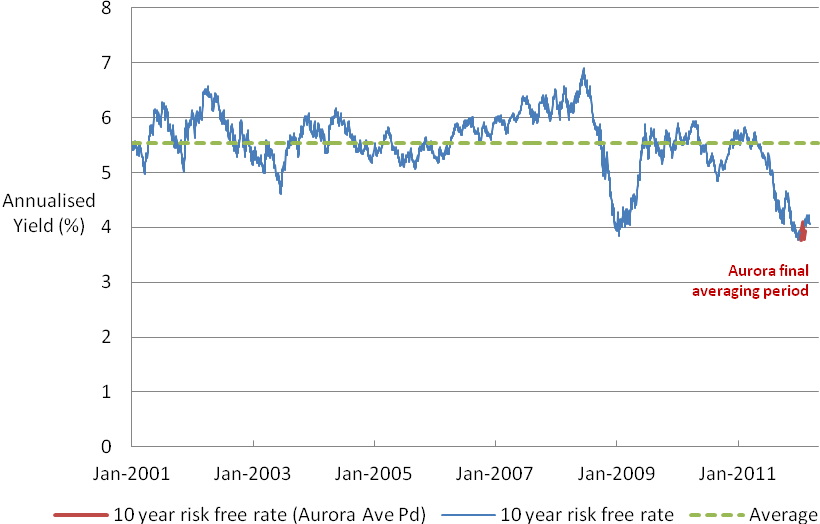 8
7
6
5
Annualised
Yield (%)
4
Aurora final
averaging period
3
2
1
0
Jan-2001 Jan-2003 Jan-2005 Jan-2007 Jan-2009 Jan-2011
10 year risk free rate (Aurora Ave Pd) 10 year risk free rate Average